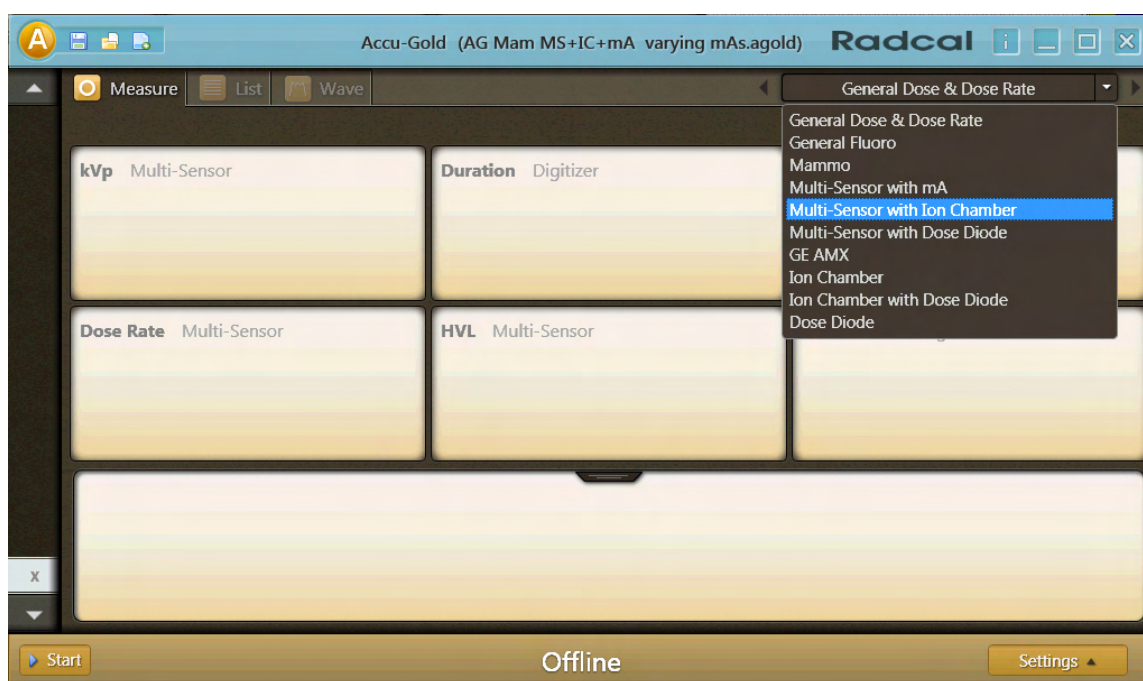 A
Accu-Gold (AG Mam MS+IC+mA varying mAs.agold)
Radcal
i
Measure
List
Wave
General Dose & Dose Rate
General Dose & Dose Rate
General Fluoro
Mammo
Multi-Sensor with mA
Multi-Sensor with Ion Chamber
Multi-Sensor with Dose Diode
GE AMX
Ion Chamber
Ion Chamber with Dose Diode
Dose Diode
kVp Multi-Sensor
Duration Digitizer
Dose Rate Multi-Sensor
HVL Multi-Sensor
x
Start
Offline
Settings